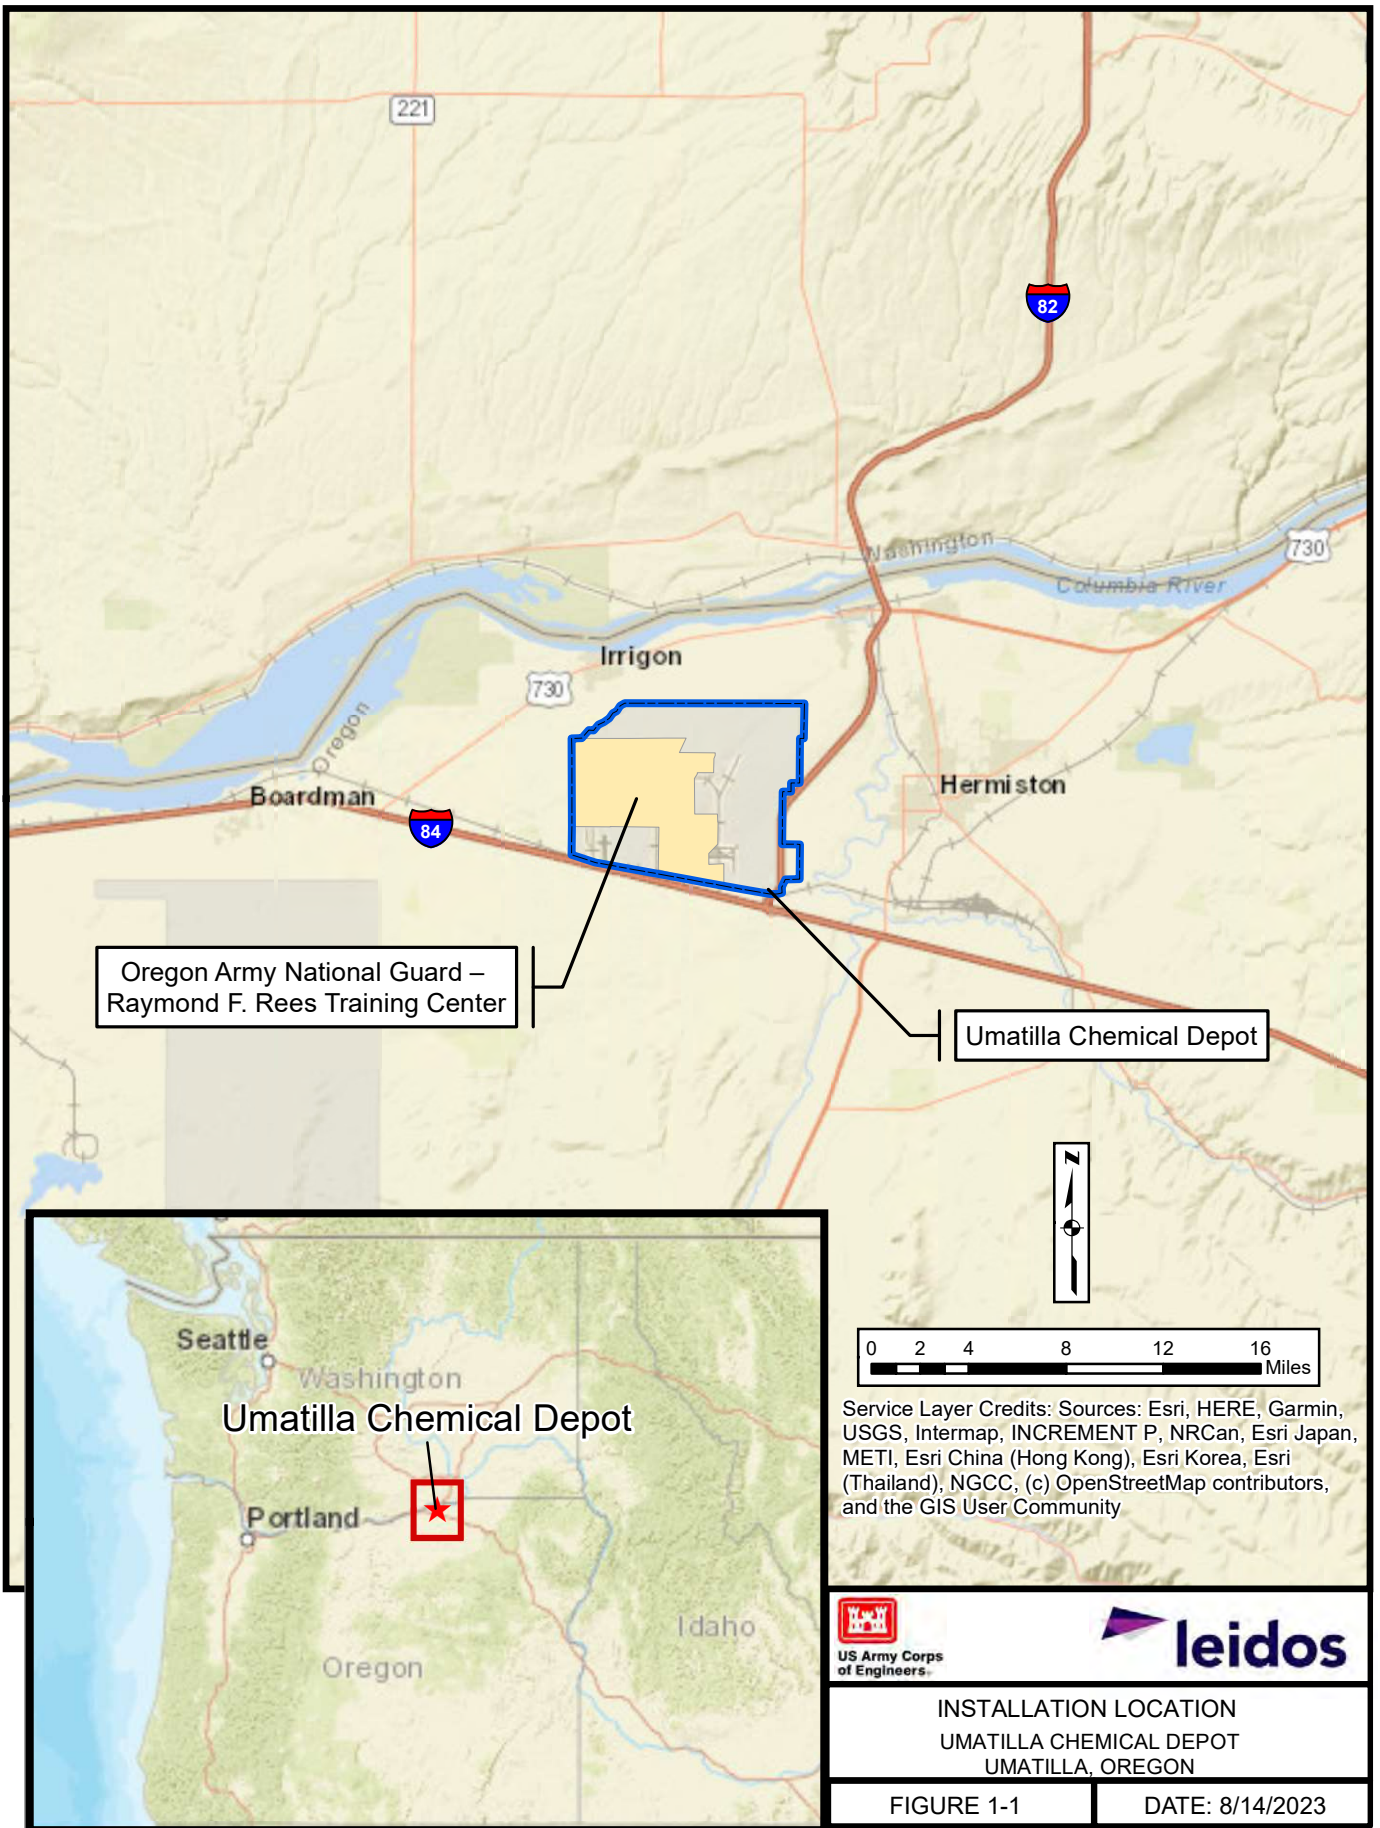 221
82
Washington
730
Columbia River
Irrigon
730
Oregon
Hermiston
Boardman
84
Oregon Army National Guard –
Raymond F. Rees Training Center
Umatilla Chemical Depot
N
0 2 4 8 12 16
Miles
Service Layer Credits: Sources: Esri, HERE, Garmin,
USGS, Intermap, INCREMENT P, NRCan, Esri Japan,
METI, Esri China (Hong Kong), Esri Korea, Esri
(Thailand), NGCC, (c) OpenStreetMap contributors,
and the GIS User Community
Seattle
Washington
Umatilla Chemical Depot
Portland
Idaho
Oregon
US Army Corps
of Engineers.
leidos
INSTALLATION LOCATION
UMATILLA CHEMICAL DEPOT
UMATILLA, OREGON
FIGURE 1-1
DATE: 8/14/2023